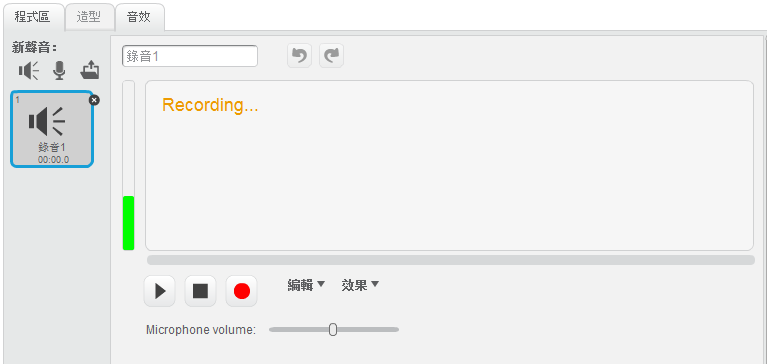 程式區 造型 音效
新聲音:
錄音1
1
錄音1
00:00.0
Recording...
編輯 效果
Microphone volume: